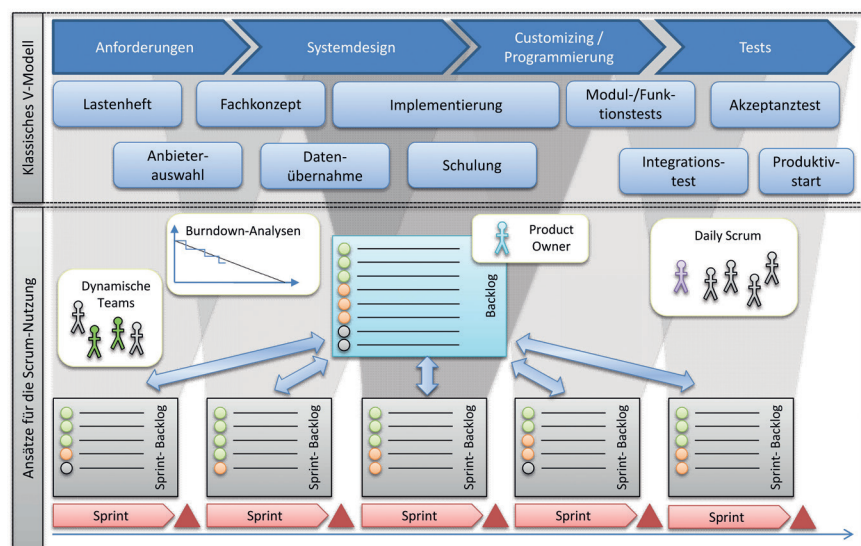 Klassisches V-Modell
Anforderungen
Systemdesign
Customizing /
Programmierung
Tests
Lastenheft
Fachkonzept
Implementierung
Modul-/Funk-
tionstests
Akzeptanztest
Anbieter-
auswahl
Daten-
übernahme
Schulung
Integrations-
test
Produktiv-
start
Ansätze für die Scrum-Nutzung
Burndown-Analysen
Product
Owner
Daily Scrum
Dynamische
Teams
Backlog
Sprint- Backlog
Sprint- Backlog
Sprint- Backlog
Sprint- Backlog
Sprint- Backlog
Sprint
Sprint
Sprint
Sprint
Sprint